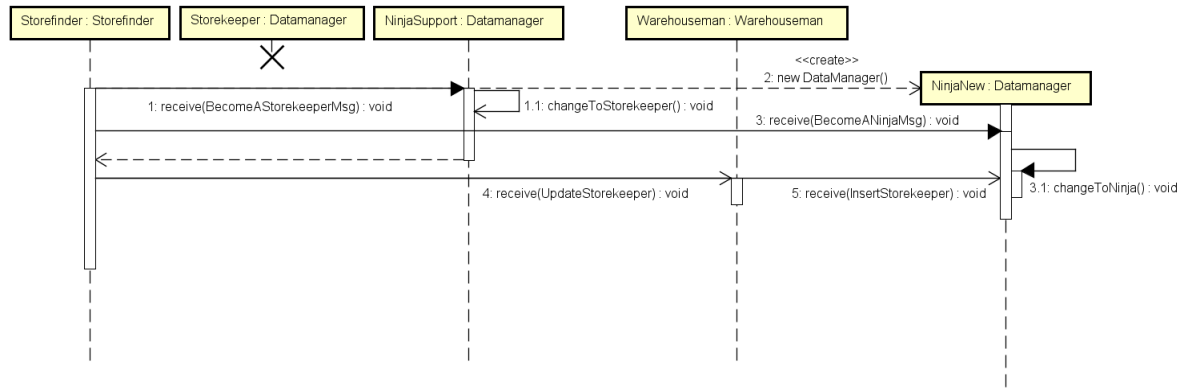 Storefinder : Storefinder
Storekeeper : Datamanager
NinjaSupport : Datamanager
Warehouseman : Warehouseman
<<create>>
2: new DataManager()
NinjaNew : Datamanager
1: receive(BecomeAStorekeeperMsg) : void
1.1: changeToStorekeeper() : void
3: receive(BecomeANinjaMsg) : void
4: receive(UpdateStorekeeper) : void
5: receive(InsertStorekeeper) : void
3.1: changeToNinja() : void